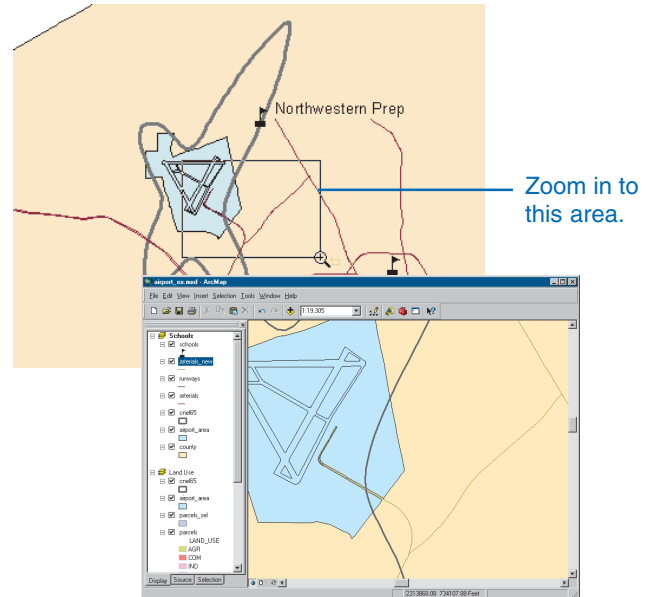 Northwestern Prep
Zoom in to
this area.
airport_ex.mxd - ArcMap
File Edit View Insert Selection Tools Window Help
1:19,305
Schools
schools
arterials_new
runways
arterials
cnel65
airport_area
county
Land Use
cnel65
airport_area
parcels_sel
parcels
LAND_USE
AGR
COM
IND
Display Source Selection
2313868.08 734107.88 Feet